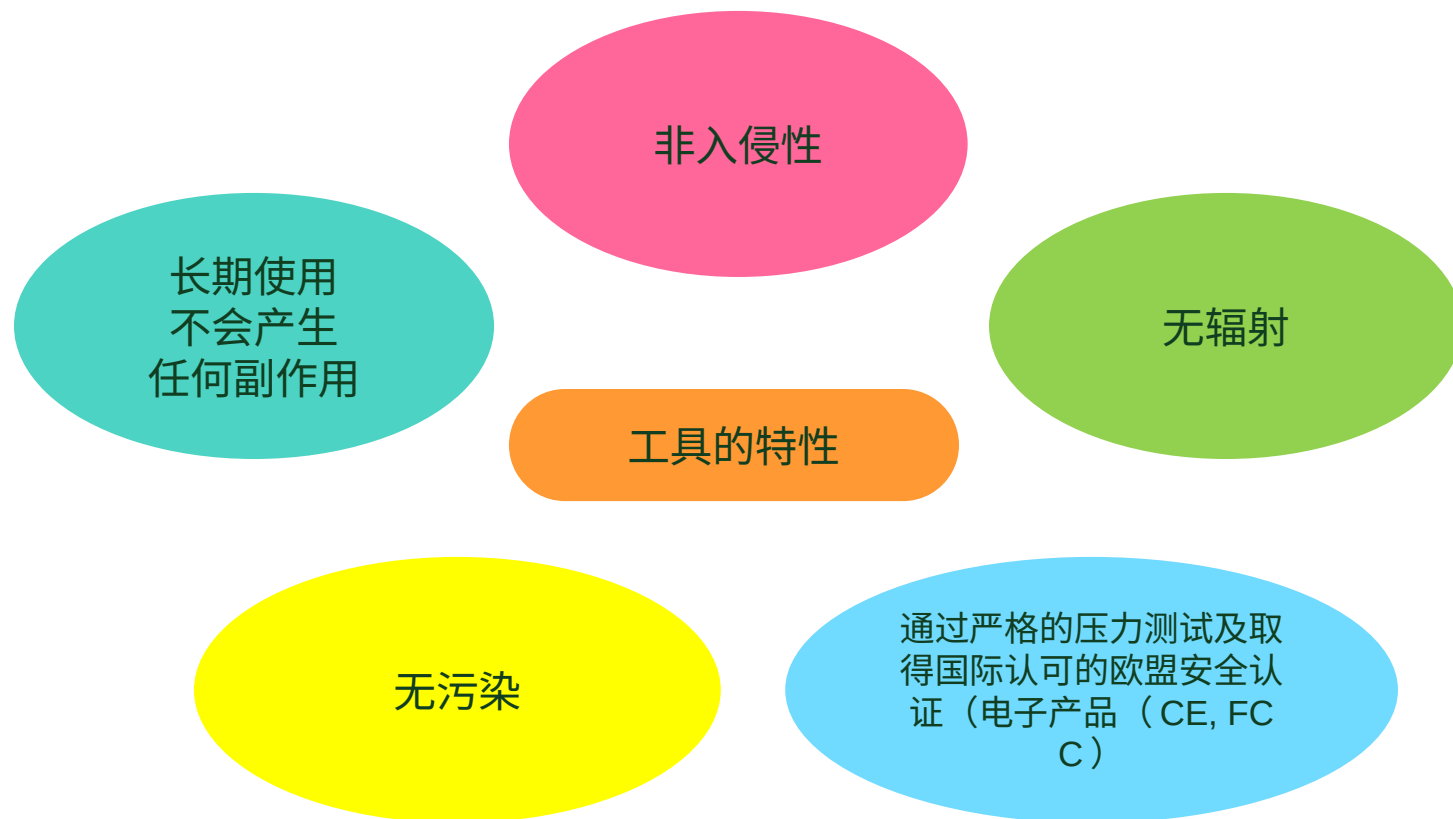 非入侵性
长期使用
不会产生
任何副作用
无辐射
工具的特性
无污染
通过严格的压力测试及取
得国际认可的欧盟安全认
证（电子产品（ CE, FC
C ）